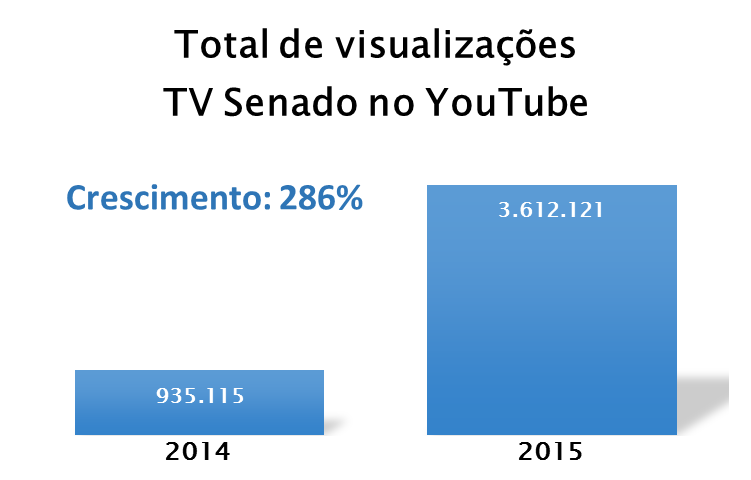 Total de visualizações
TV Senado no YouTube
Crescimento: 286%
3.612.121
935.115
2014
2015